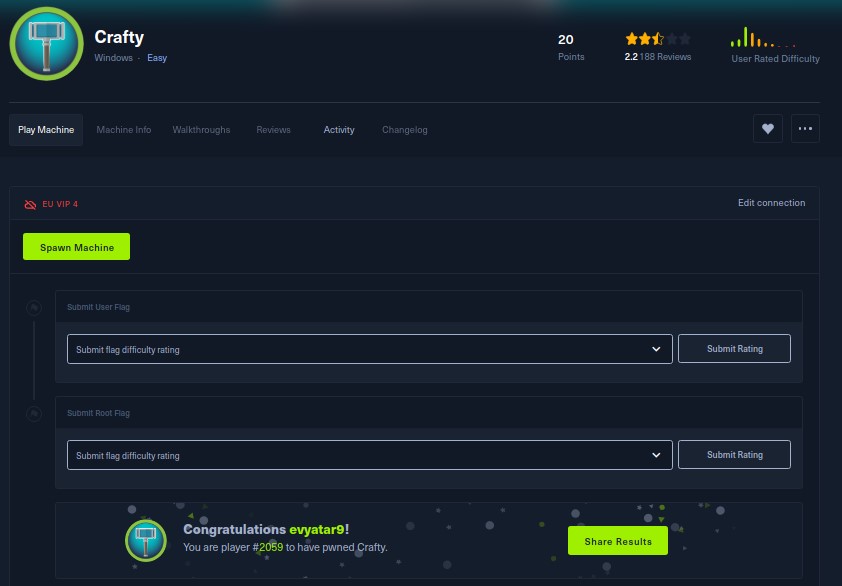 Crafty
Windows · Easy
20
Points
2.2 188 Reviews
User Rated Difficulty
Play Machine
Machine Info
Walkthroughs
Reviews
Activity
Changelog
EU VIP 4
Edit connection
Spawn Machine
Submit User Flag
Submit flag difficulty rating
Submit Rating
Submit Root Flag
Submit flag difficulty rating
Submit Rating
Congratulations evyatar9!
You are player #2059 to have pwned Crafty.
Share Results